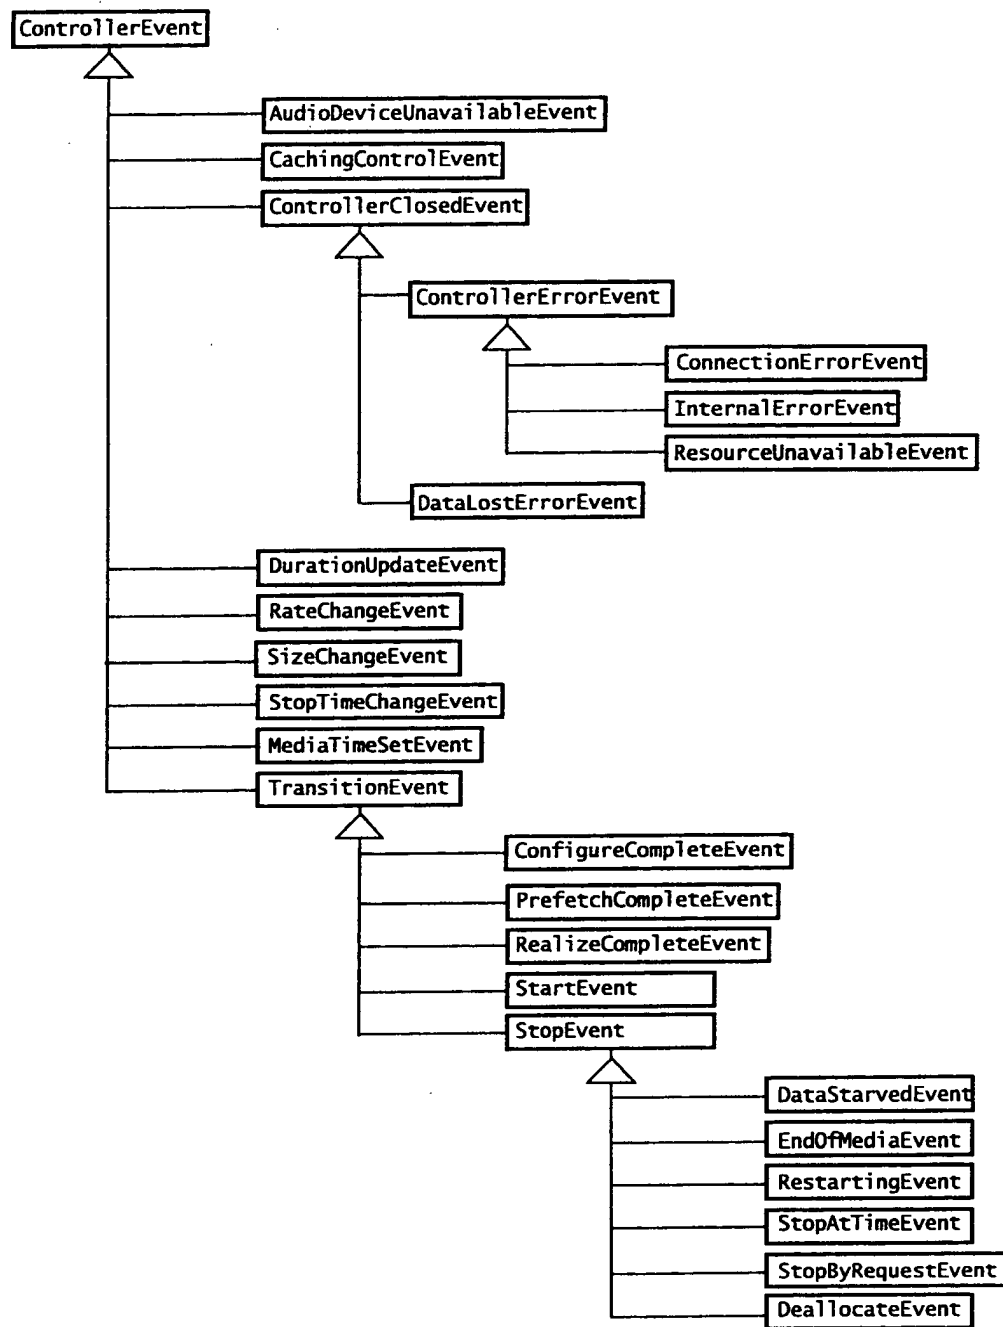 ControllerEvent
AudioDeviceUnavailableEvent
CachingControlEvent
ControllerClosedEvent
ControllerErrorEvent
ConnectionErrorEvent
InternalErrorEvent
ResourceUnavailableEvent
DataLostErrorEvent
DurationUpdateEvent
RateChangeEvent
SizeChangeEvent
StopTimeChangeEvent
MediaTimeSetEvent
TransitionEvent
ConfigureCompleteEvent
PrefetchCompleteEvent
RealizeCompleteEvent
StartEvent
StopEvent
DataStarvedEvent
EndOfMediaEvent
RestartingEvent
StopAtTimeEvent
StopByRequestEvent
DeallocateEvent